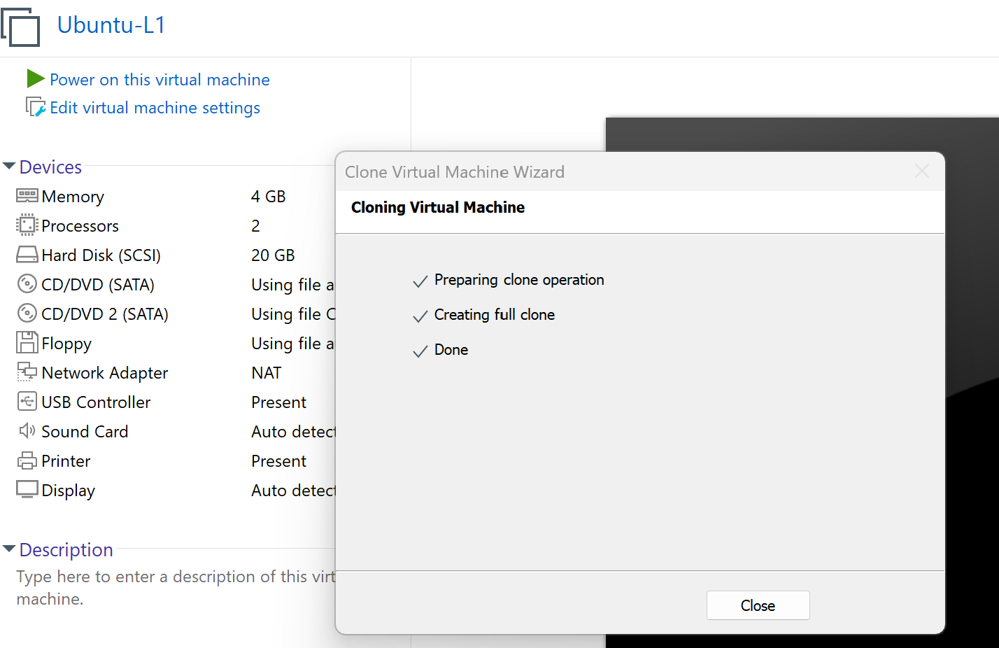 Ubuntu-L1
Power on this virtual machine
Edit virtual machine settings
Devices
Memory 4 GB
Processors 2
Hard Disk (SCSI) 20 GB
CD/DVD (SATA) Using file a
CD/DVD 2 (SATA) Using file C
Floppy Using file a
Network Adapter NAT
USB Controller Present
Sound Card Auto detect
Printer Present
Display Auto detect
Description
Type here to enter a description of this virt
machine.
Clone Virtual Machine Wizard
Cloning Virtual Machine
Preparing clone operation
Creating full clone
Done
Close